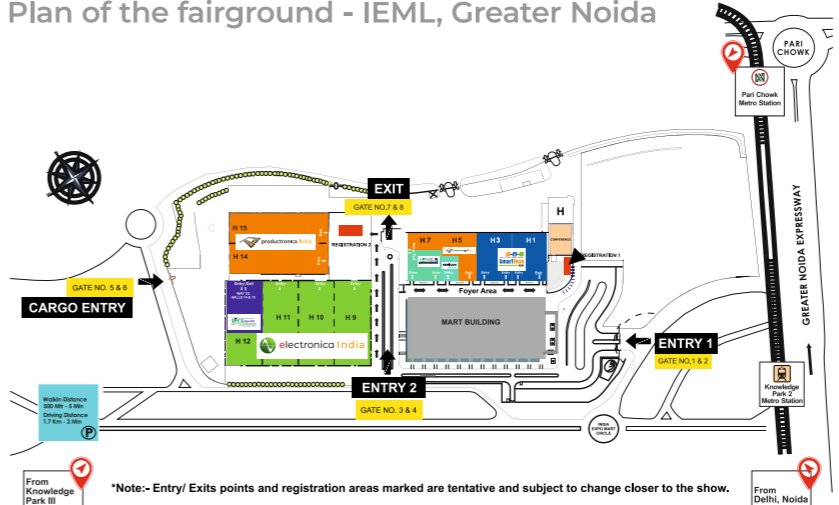 Plan of the fairground - IEML, Greater Noida
PARI
CHOWK
Pari Chowk
Metro Station
EXIT
GATE NO.7 & 8
H 15
productronica India
H 14
REGISTRATION 2
H 7
H 5
H 3
H 1
H
CONFERENCE
REGISTRATION 1
SmartTech
Foyer Area
MART BUILDING
GATE NO. 5 & 6
CARGO ENTRY
Entry/Exit
H 11
H 10
H 9
H 12
electronica India
ENTRY 1
GATE NO.1 & 2
ENTRY 2
GATE NO. 3 & 4
GREATER NOIDA EXPRESSWAY
Knowledge
Park 2
Metro Station
Walkin Distance
500 Mtr - 5 Min
Driving Distance
1.7 Km - 2 Min
P
INDIA
EXPO MART
CIRCLE
From
Knowledge
Park III
*Note:- Entry/ Exits points and registration areas marked are tentative and subject to change closer to the show.
From
Delhi, Noida